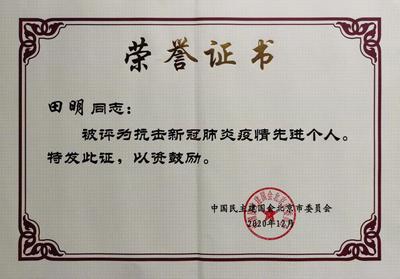 荣誉证书
田明 同志：
被评为抗击新冠肺炎疫情先进个人。
特发此证，以资鼓励。
中国民主建国会北京市委员会
2020年12月